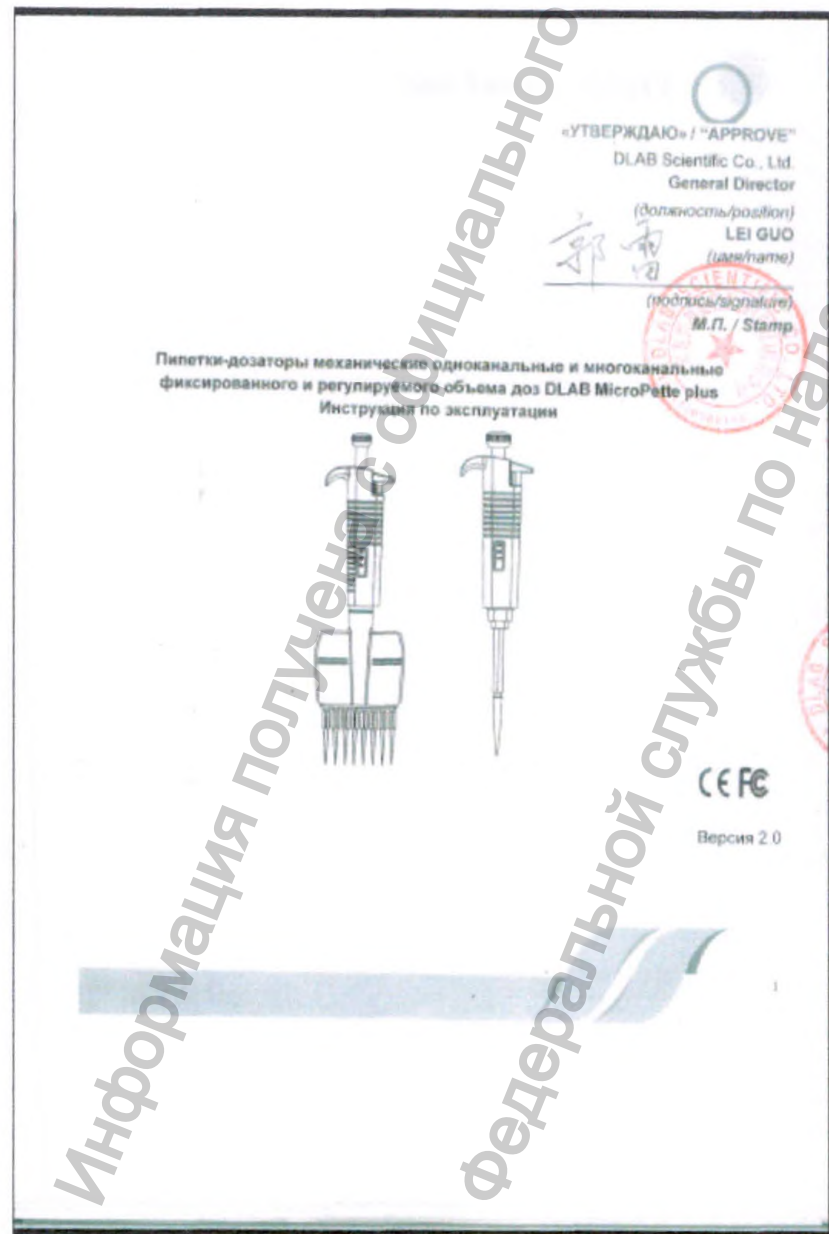 «УТВЕРЖДАЮ» / "APPROVE"
DLAB Scientific Co., Ltd.
General Director
(должность/position)
LEI GUO
(имя/name)
(подпись/signature)
М.П. / Stamp
Пипетки-дозаторы механические одноканальные и многоканальные
фиксированного и регулируемого объема доз DLAB MicroPette plus
Инструкция по эксплуатации
CE FC
Версия 2.0
1
Информация получена с официального
Федеральной службы по надз